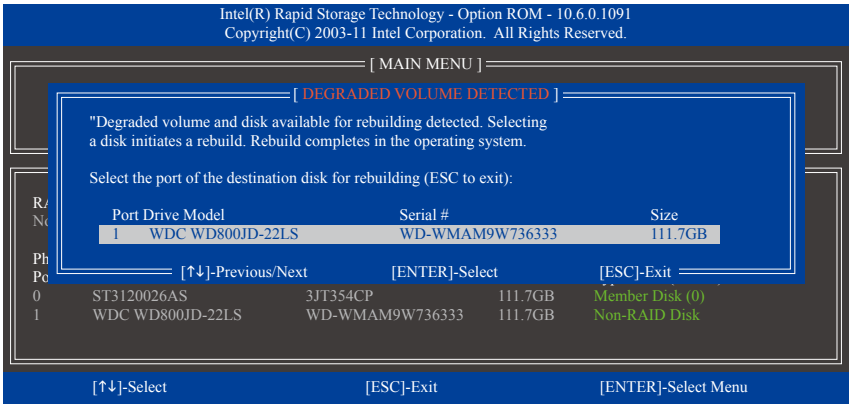 Intel(R) Rapid Storage Technology - Option ROM - 10.6.0.1091
Copyright(C) 2003-11 Intel Corporation. All Rights Reserved.
[ MAIN MENU ]
[ DEGRADED VOLUME DETECTED ]
"Degraded volume and disk available for rebuilding detected. Selecting
a disk initiates a rebuild. Rebuild completes in the operating system.
Select the port of the destination disk for rebuilding (ESC to exit):
Port Drive Model Serial # Size
1 WDC WD800JD-22LS WD-WMAM9W736333 111.7GB
[↑↓]-Previous/Next [ENTER]-Select [ESC]-Exit
0 ST3120026AS 3JT354CP 111.7GB Member Disk (0)
1 WDC WD800JD-22LS WD-WMAM9W736333 111.7GB Non-RAID Disk
[↑↓]-Select [ESC]-Exit [ENTER]-Select Menu